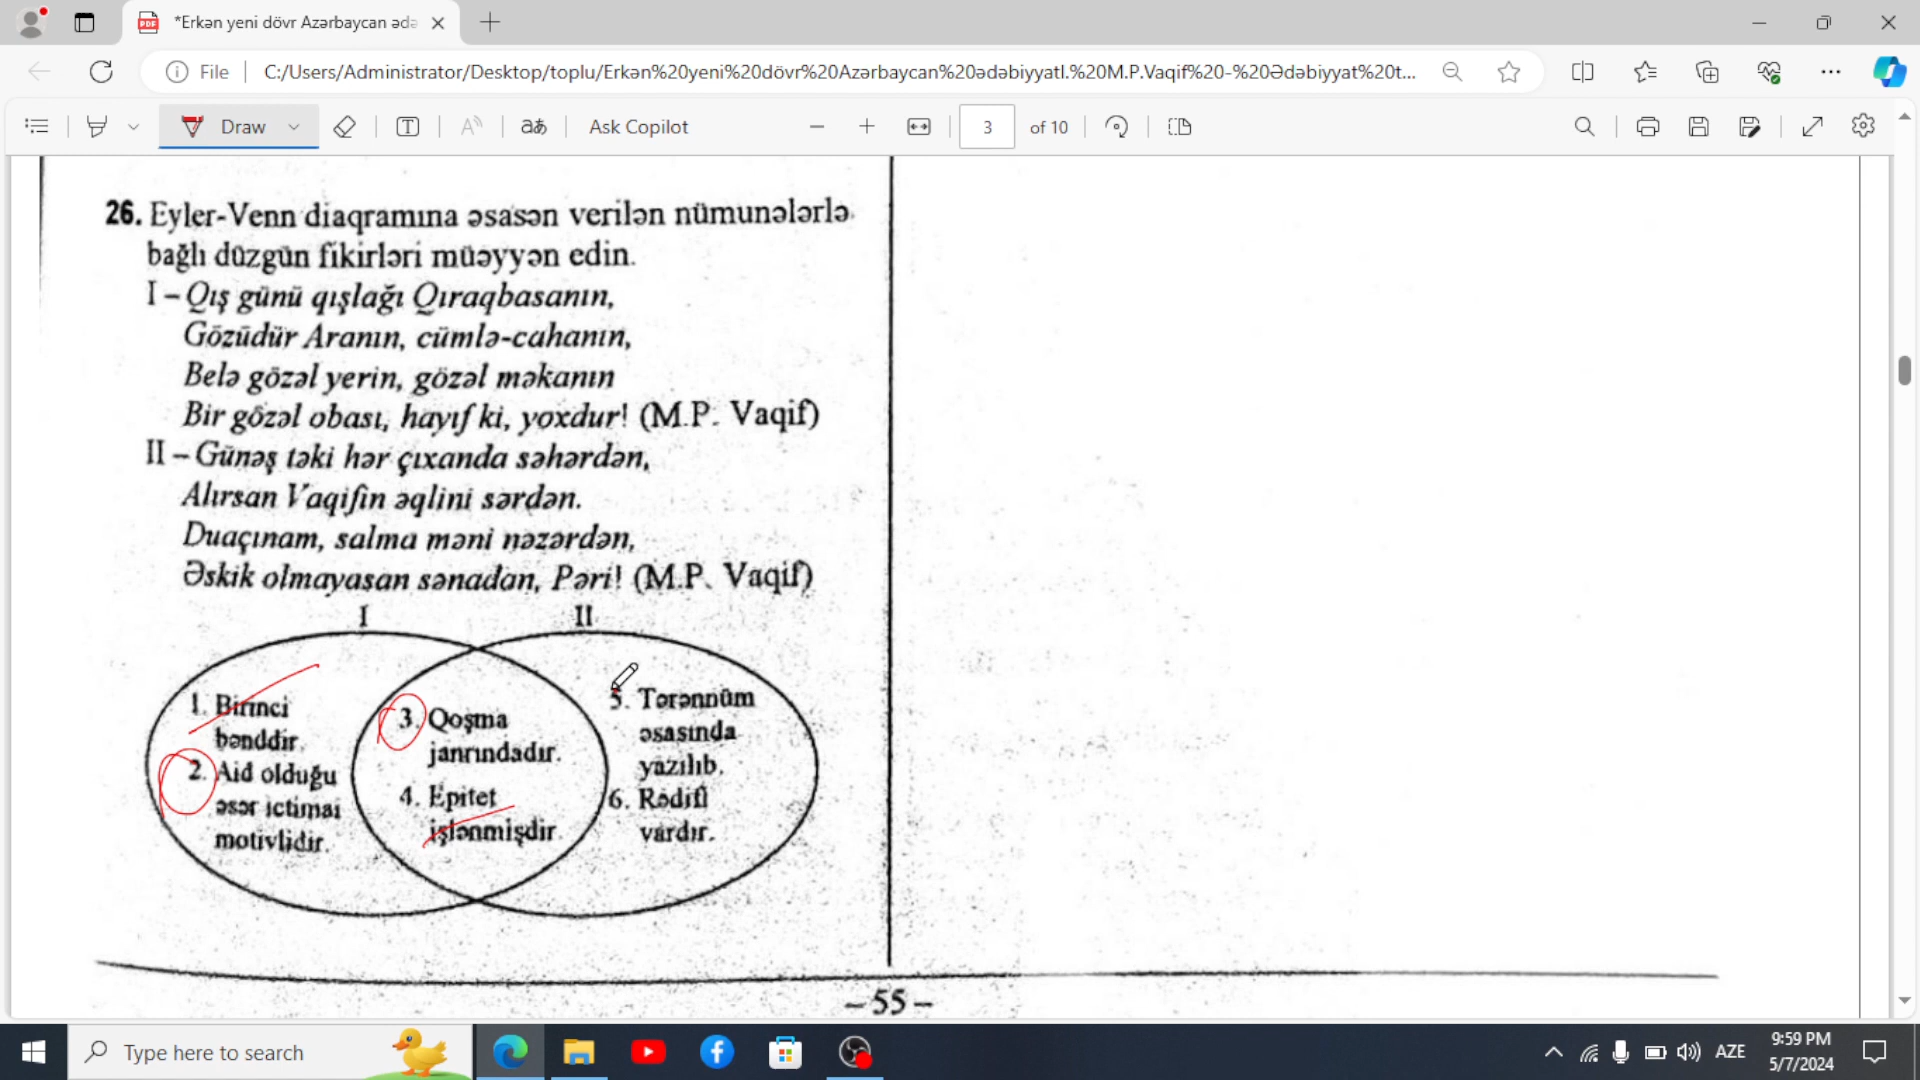 *Erkən yeni dövr Azərbaycan ədə
File
C:/Users/Administrator/Desktop/toplu/Erkən%20yeni%20dövr%20Azərbaycan%20ədəbiyyatI.%20M.P.Vaqif%20-%20Ədəbiyyat%20t...
Draw
Ask Copilot
3 of 10
26. Eyler-Venn diaqramına əsasən verilən nümunələrlə
bağlı düzgün fikirləri müəyyən edin.
I – Qış günü qışlağı Qıraqbasanın,
Gözüdür Aranın, cümlə-cahanın,
Belə gözəl yerin, gözəl məkanın
Bir gözəl obası, hayıf ki, yoxdur! (M.P. Vaqif)
II – Günəş təki hər çıxanda səhərdən,
Alırsan Vaqifin əqlini sərdən.
Duaçınam, salma məni nəzərdən,
Əskik olmayasan sənadan, Pəri! (M.P. Vaqif)
I
II
1. Birinci
bənddir.
2. Aid olduğu
əsər ictimai
motivlidir.
3. Qoşma
janrındadır.
4. Epitet
işlənmişdir.
5. Tərənnüm
əsasında
yazılıb.
6. Rədifi
vardır.
– 55 –
Type here to search
AZE
9:59 PM
5/7/2024